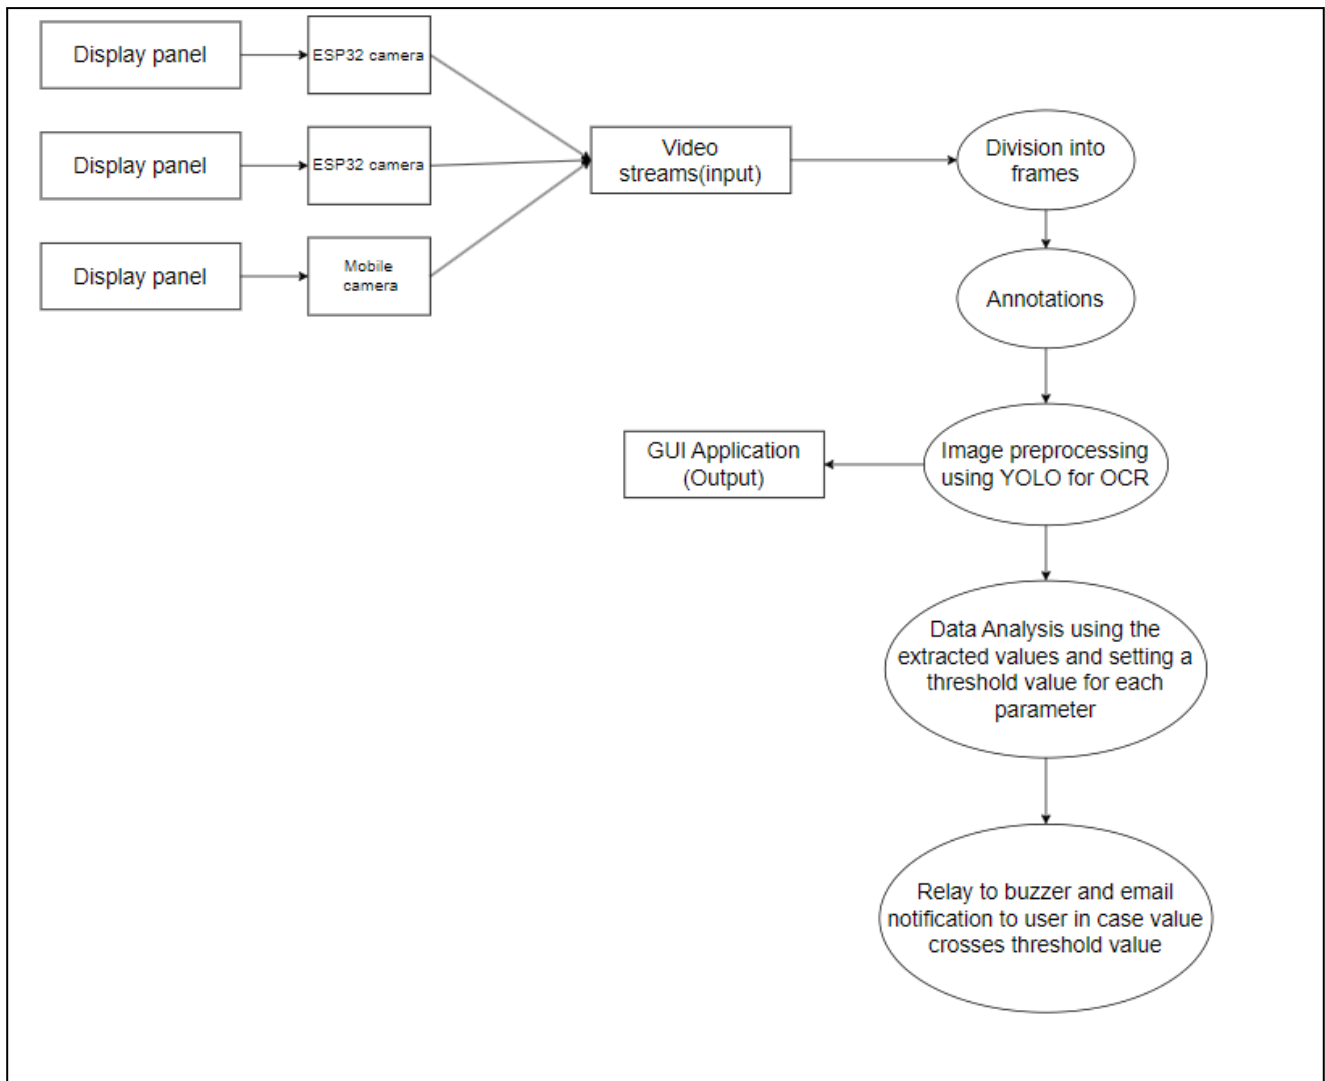 Display panel
ESP32 camera
Display panel
ESP32 camera
Display panel
Mobile
camera
Video
streams(input)
Division into
frames
Annotations
Image preprocessing
using YOLO for OCR
GUI Application
(Output)
Data Analysis using the
extracted values and setting a
threshold value for each
parameter
Relay to buzzer and email
notification to user in case value
crosses threshold value